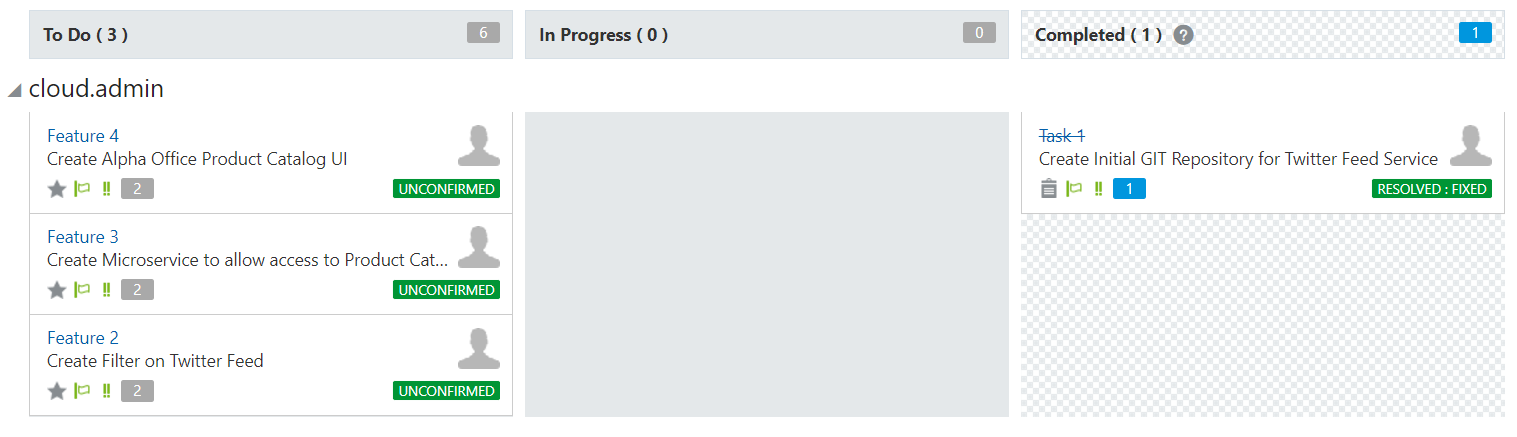 To Do ( 3 ) 6
In Progress ( 0 ) 0
Completed ( 1 ) ? 1
cloud.admin
Feature 4
Create Alpha Office Product Catalog UI
2 UNCONFIRMED
Feature 3
Create Microservice to allow access to Product Cat...
2 UNCONFIRMED
Feature 2
Create Filter on Twitter Feed
2 UNCONFIRMED
Task 1
Create Initial GIT Repository for Twitter Feed Service
1 RESOLVED : FIXED